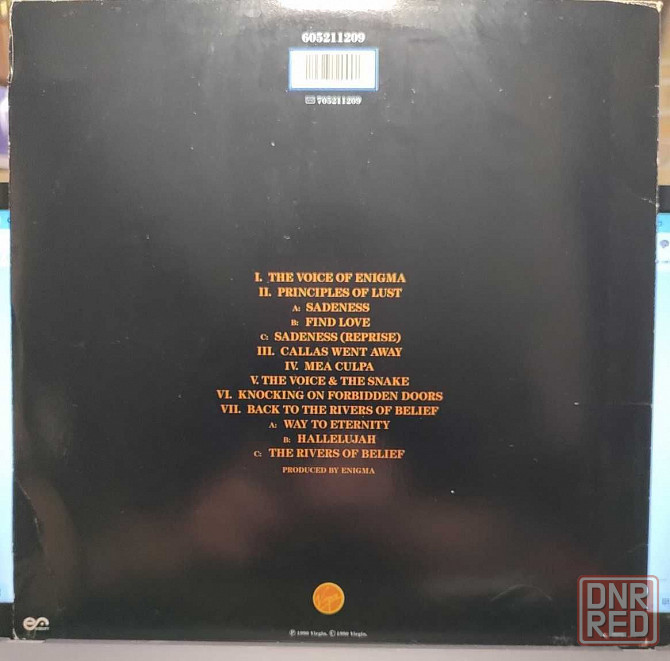 605211209
705211209
I. THE VOICE OF ENIGMA
II. PRINCIPLES OF LUST
A: SADENESS
B: FIND LOVE
C: SADENESS (REPRISE)
III. CALLAS WENT AWAY
IV. MEA CULPA
V. THE VOICE & THE SNAKE
VI. KNOCKING ON FORBIDDEN DOORS
VII. BACK TO THE RIVERS OF BELIEF
A: WAY TO ETERNITY
B: HALLELUJAH
C: THE RIVERS OF BELIEF
PRODUCED BY ENIGMA
Virgin
℗ 1990 Virgin. © 1990 Virgin.
DNR
RED